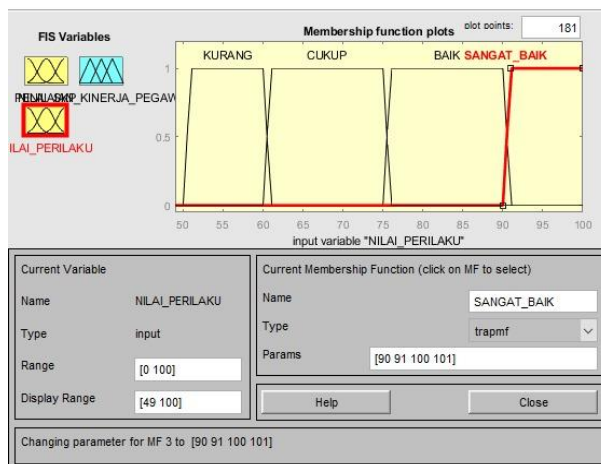 FIS Variables
Membership function plots
plot points:
181
KURANG
CUKUP
BAIK
SANGAT_BAIK
1
0.5
0
KINERJA_PEGAW
ILAI_PERILAKU
50 55 60 65 70 75 80 85 90 95 100
input variable "NILAI_PERILAKU"
Current Variable
Name NILAI_PERILAKU
Type input
Range [0 100]
Display Range [49 100]
Current Membership Function (click on MF to select)
Name SANGAT_BAIK
Type trapmf
Params [90 91 100 101]
Help
Close
Changing parameter for MF 3 to [90 91 100 101]